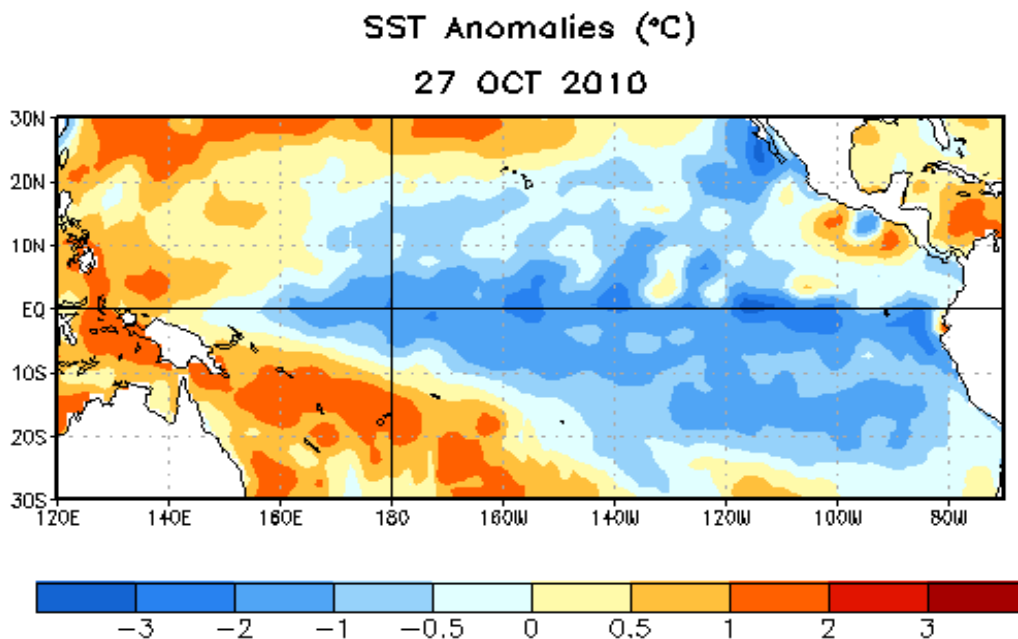 SST Anomalies (°C)
27 OCT 2010
30N
20N
10N
EQ
10S
20S
30S
120E 140E 160E 180 160W 140W 120W 100W 80W
-3 -2 -1 -0.5 0 0.5 1 2 3